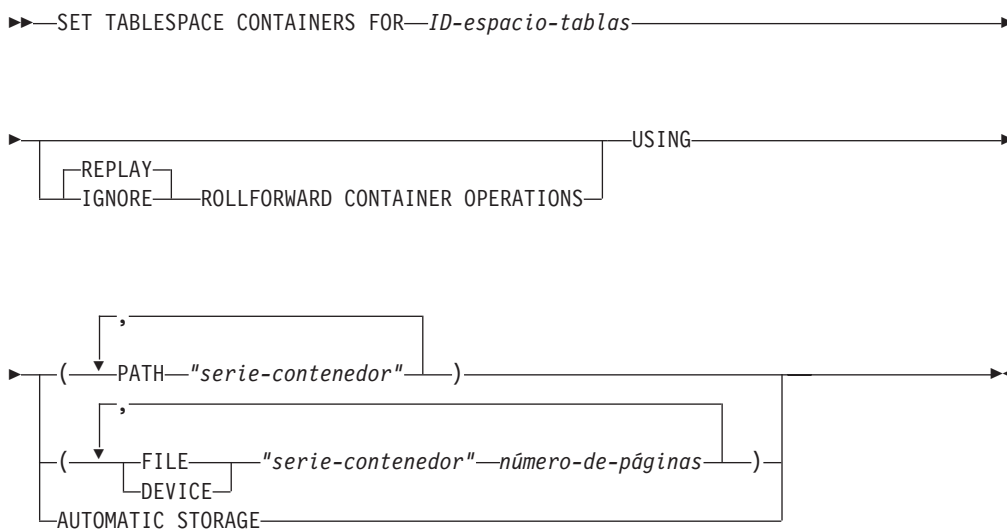 SET TABLESPACE CONTAINERS FOR ID-espacio-tablas
USING
REPLAY
IGNORE ROLLFORWARD CONTAINER OPERATIONS
,
( PATH "serie-contenedor" )
,
( FILE "serie-contenedor" número-de-páginas )
DEVICE
AUTOMATIC STORAGE